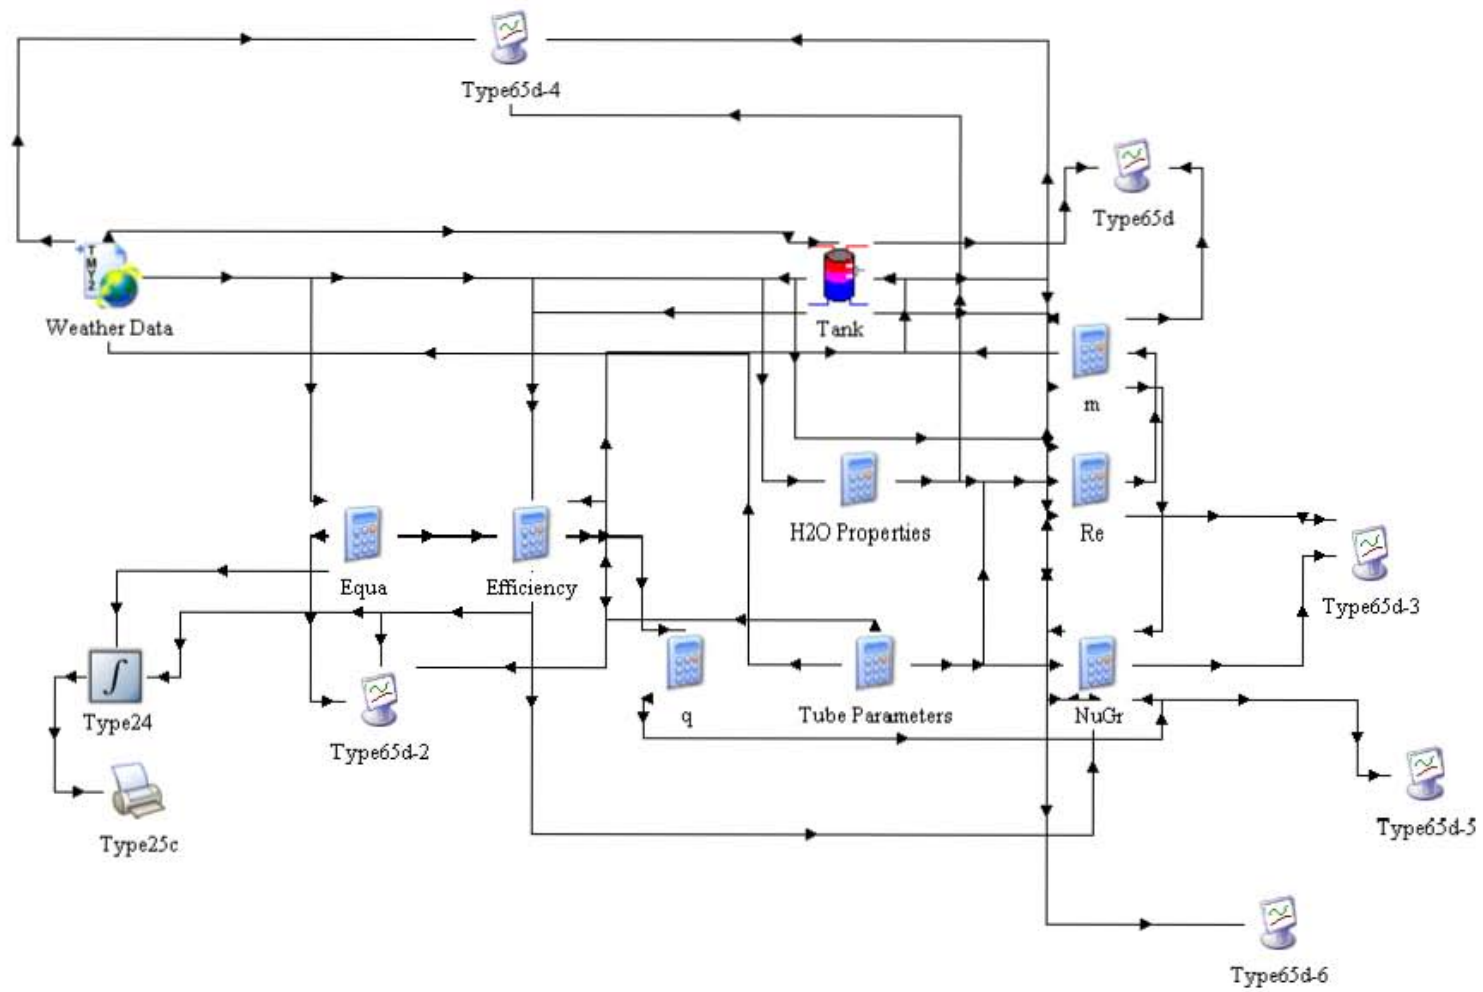 Type65d-4
Type65d
TMY2
Weather Data
Tank
m
H2O Properties
Re
Equa
Efficiency
Type65d-3
Type24
Type65d-2
q
Tube Parameters
NuGr
Type25c
Type65d-5
Type65d-6